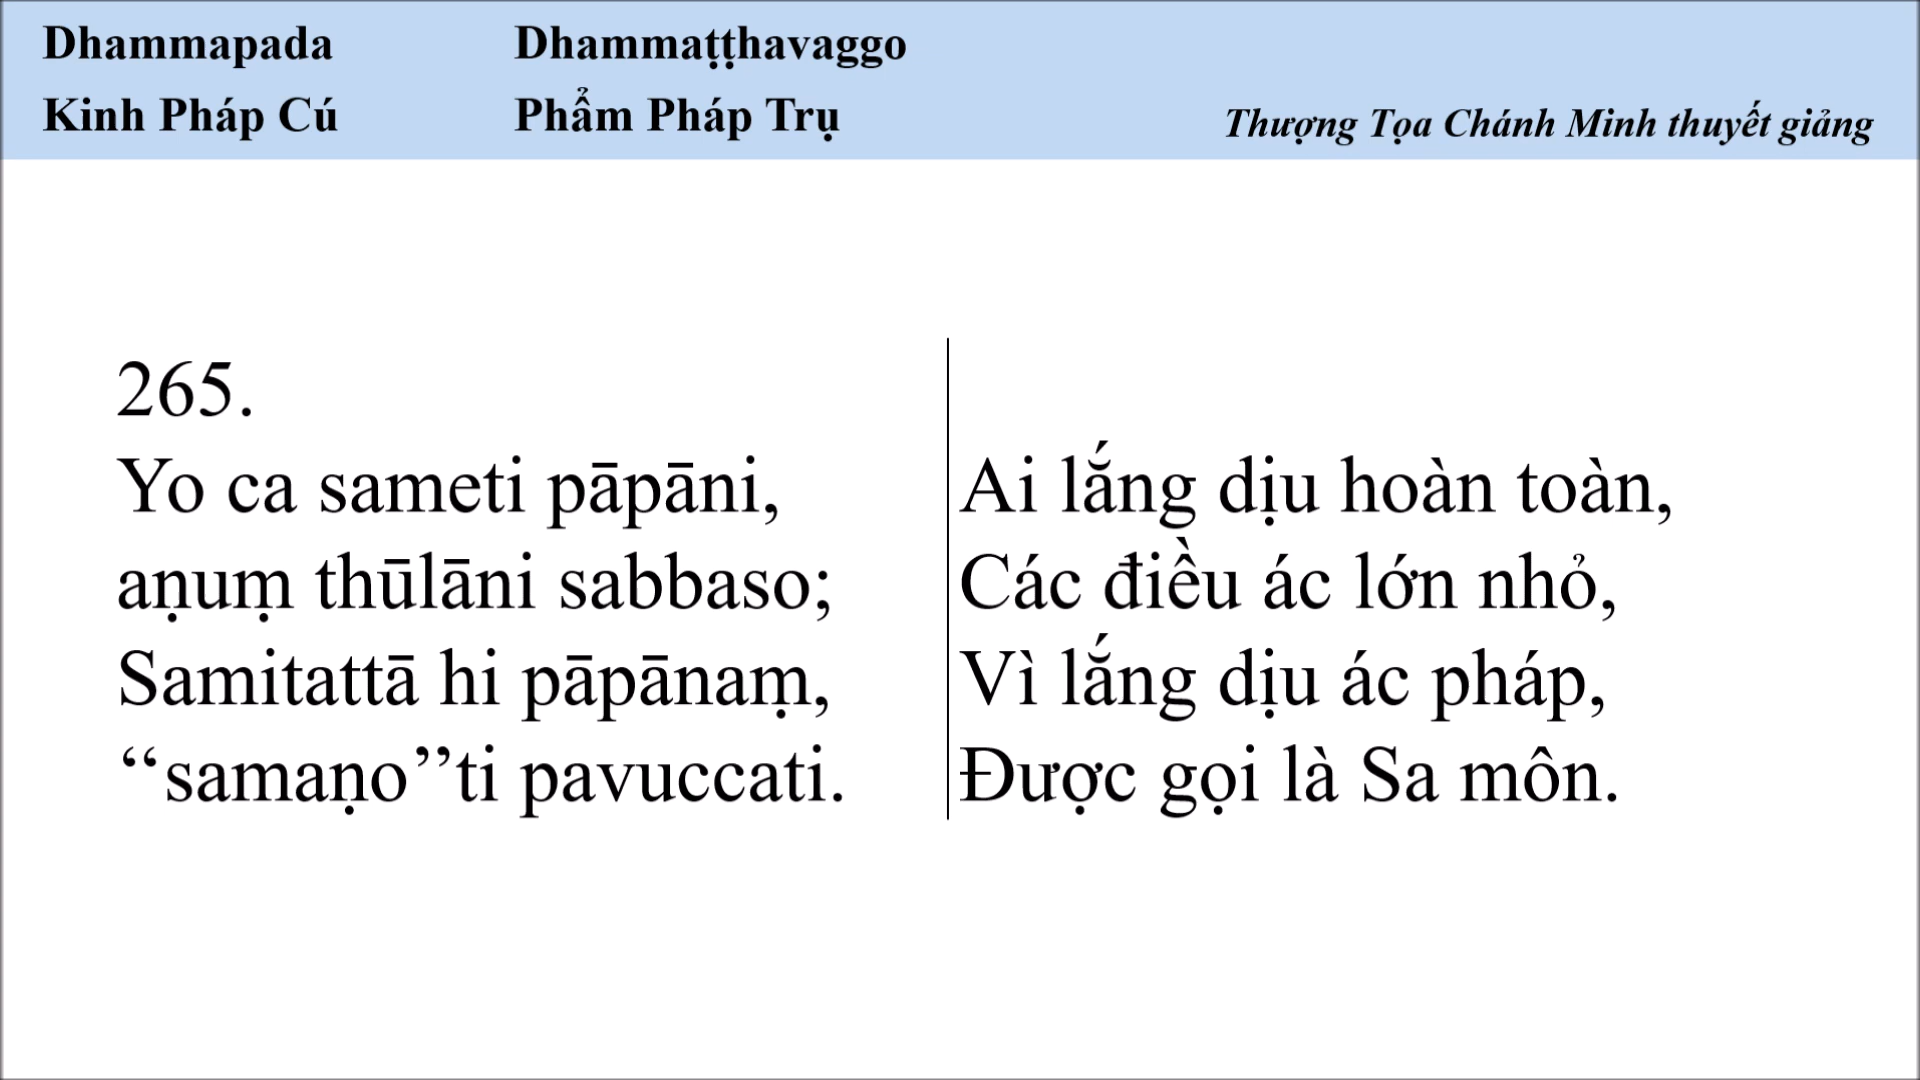 Dhammapada Dhammaṭṭhavaggo
Kinh Pháp Cú Phẩm Pháp Trụ
Thượng Tọa Chánh Minh thuyết giảng
265.
Yo ca sameti pāpāni,
aṇuṃ thūlāni sabbaso;
Samitattā hi pāpānaṃ,
‘‘samaṇo’’ti pavuccati.
Ai lắng dịu hoàn toàn,
Các điều ác lớn nhỏ,
Vì lắng dịu ác pháp,
Được gọi là Sa môn.